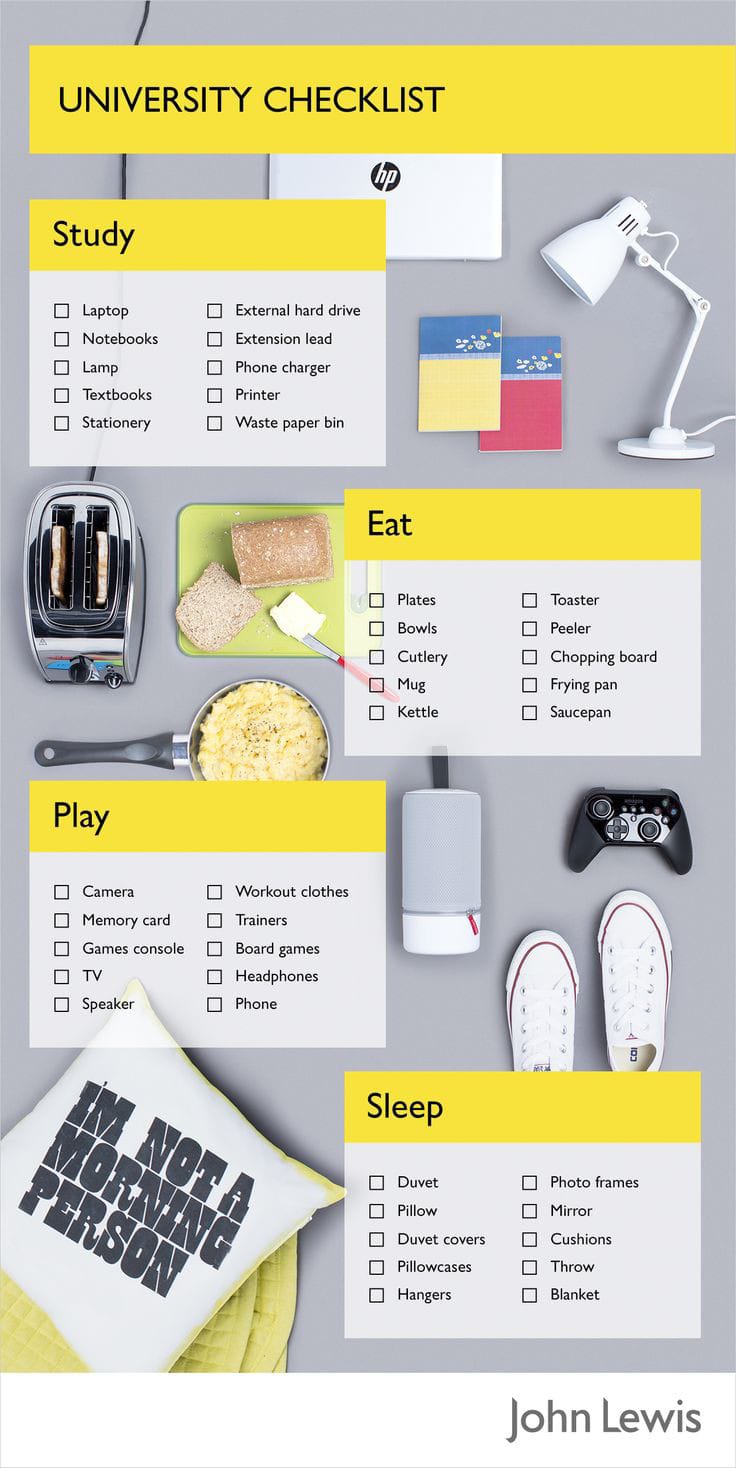 UNIVERSITY CHECKLIST
hp
Study
Laptop
Notebooks
Lamp
Textbooks
Stationery
External hard drive
Extension lead
Phone charger
Printer
Waste paper bin
Eat
Plates
Bowls
Cutlery
Mug
Kettle
Toaster
Peeler
Chopping board
Frying pan
Saucepan
amazon
Play
Camera
Memory card
Games console
TV
Speaker
Workout clothes
Trainers
Board games
Headphones
Phone
I'M NOT A
MORNING
PERSON
Sleep
Duvet
Pillow
Duvet covers
Pillowcases
Hangers
Photo frames
Mirror
Cushions
Throw
Blanket
John Lewis